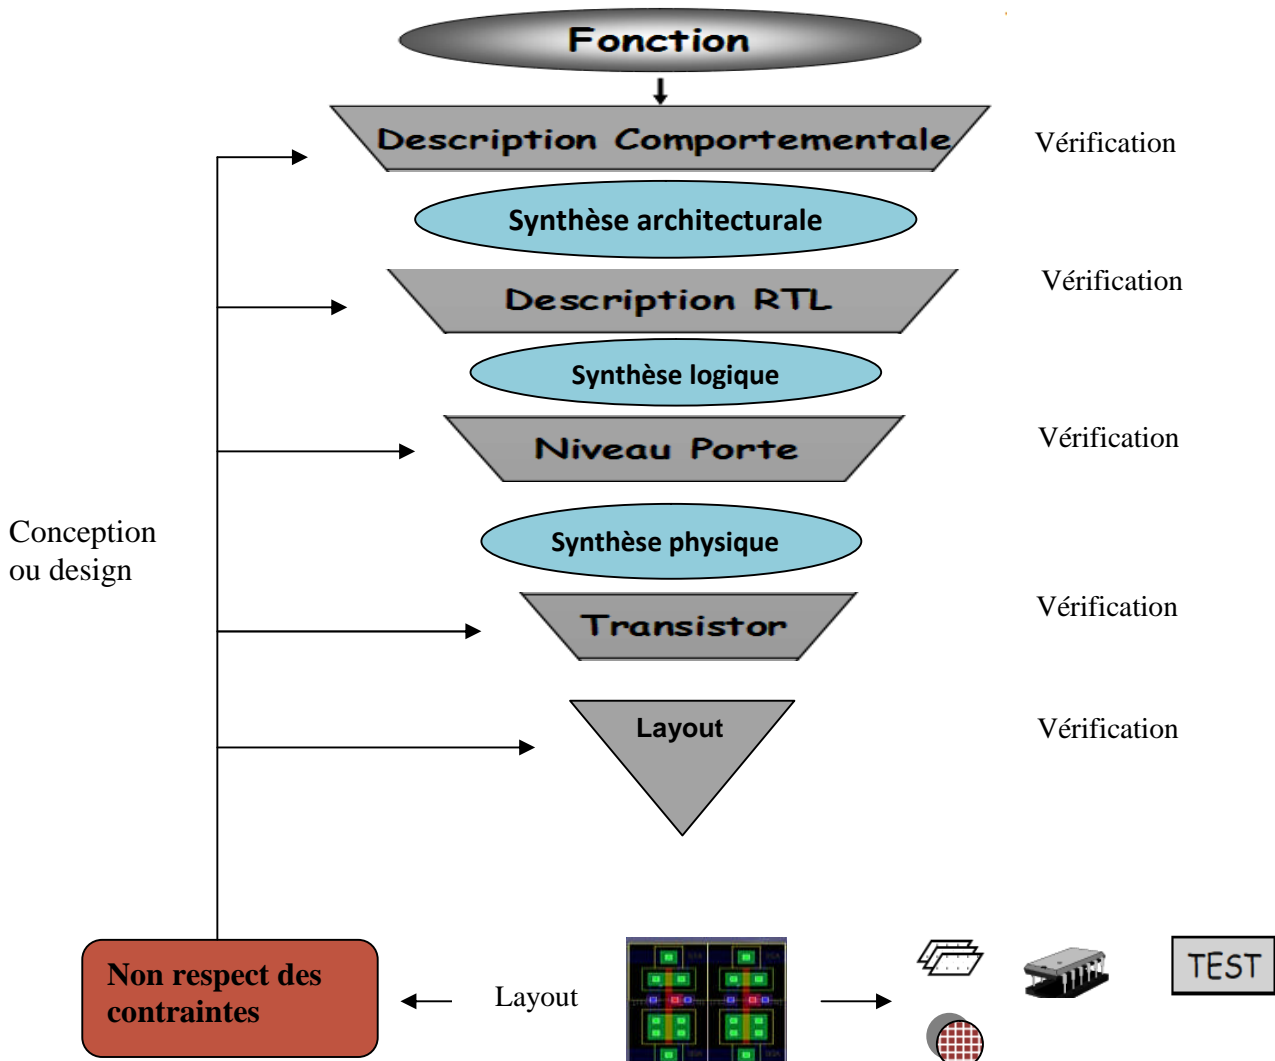 Fonction
Description Comportementale
Vérification
Synthèse architecturale
Description RTL
Vérification
Synthèse logique
Niveau Porte
Vérification
Conception
ou design
Synthèse physique
Transistor
Vérification
Layout
Vérification
Non respect des
contraintes
Layout
TEST